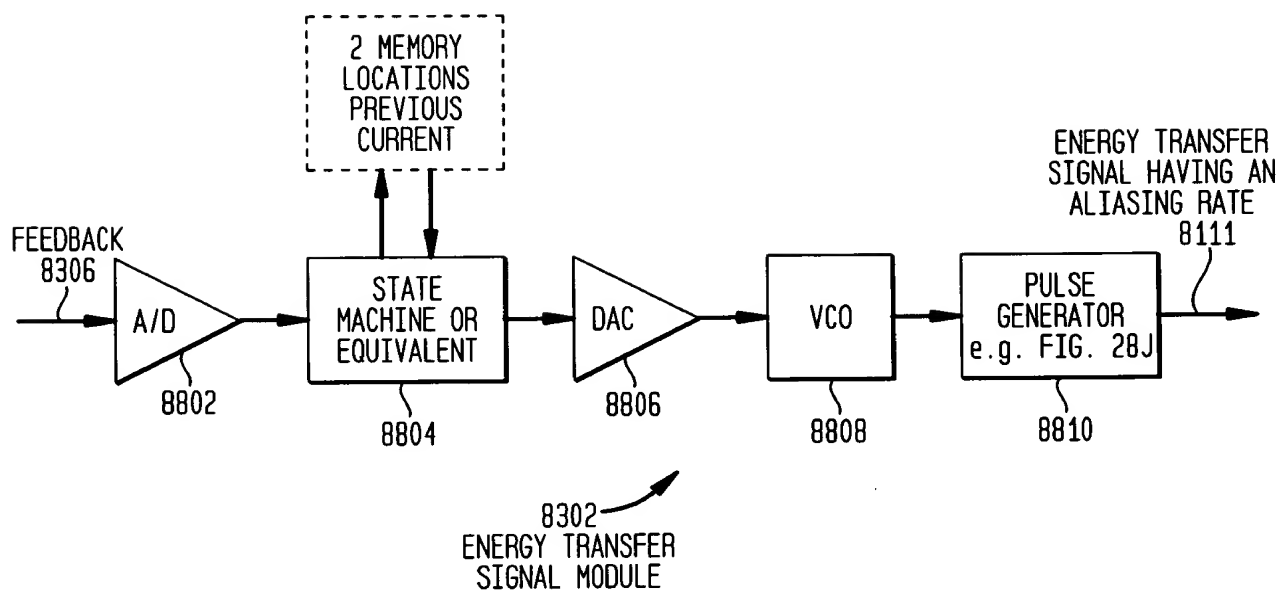 2 MEMORY
LOCATIONS
PREVIOUS
CURRENT
ENERGY TRANSFER
SIGNAL HAVING AN
ALIASING RATE
8111
FEEDBACK
8306
A/D
8802
STATE
MACHINE OR
EQUIVALENT
8804
DAC
8806
VCO
8808
PULSE
GENERATOR
e.g. FIG. 28J
8810
8302
ENERGY TRANSFER
SIGNAL MODULE